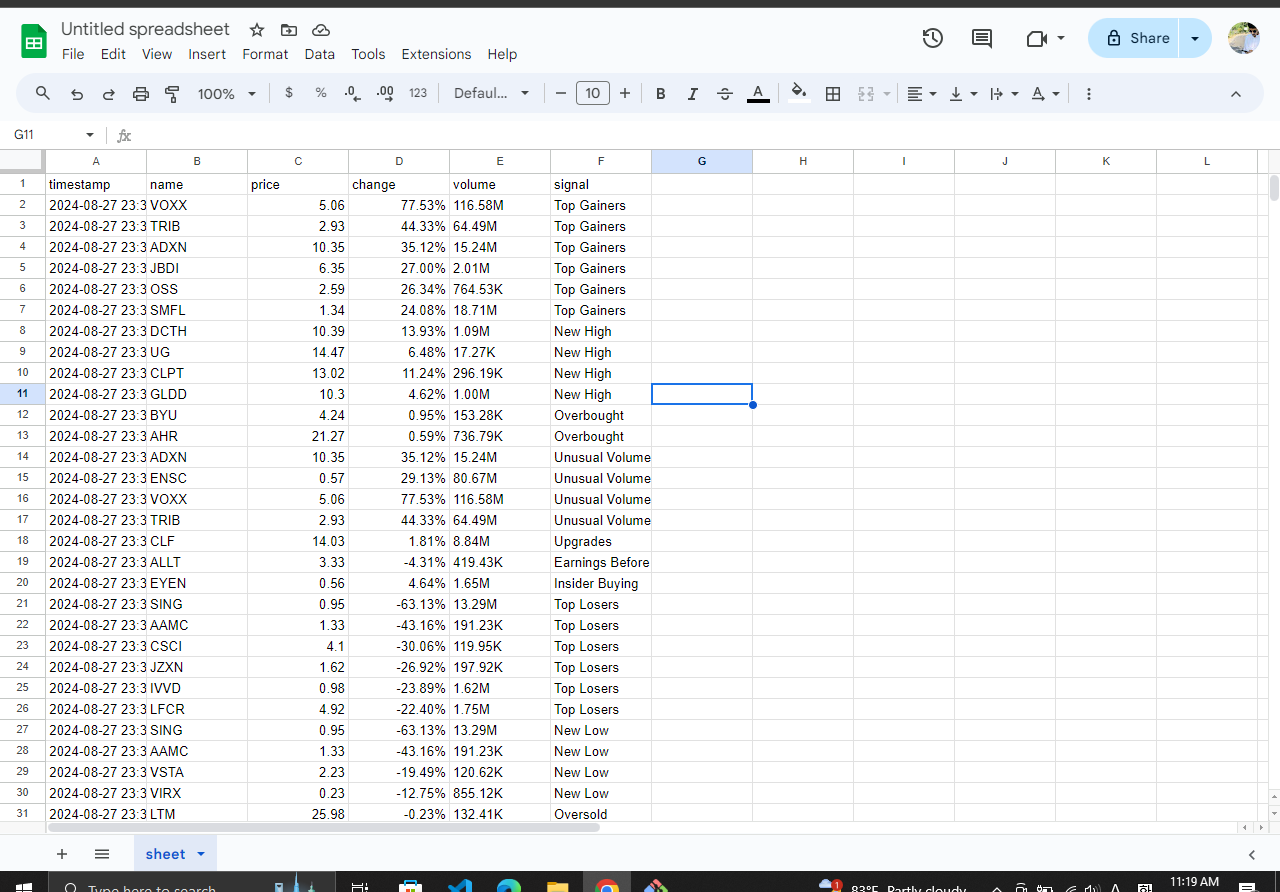 Untitled spreadsheet
File Edit View Insert Format Data Tools Extensions Help
Share
100% $ % .0 .00 123 Defaul... 10 B I A
G11 fx
A B C D E F G H I J K L
1 timestamp name price change volume signal
2 2024-08-27 23:3 VOXX 5.06 77.53% 116.58M Top Gainers
3 2024-08-27 23:3 TRIB 2.93 44.33% 64.49M Top Gainers
4 2024-08-27 23:3 ADXN 10.35 35.12% 15.24M Top Gainers
5 2024-08-27 23:3 JBDI 6.35 27.00% 2.01M Top Gainers
6 2024-08-27 23:3 OSS 2.59 26.34% 764.53K Top Gainers
7 2024-08-27 23:3 SMFL 1.34 24.08% 18.71M Top Gainers
8 2024-08-27 23:3 DCTH 10.39 13.93% 1.09M New High
9 2024-08-27 23:3 UG 14.47 6.48% 17.27K New High
10 2024-08-27 23:3 CLPT 13.02 11.24% 296.19K New High
11 2024-08-27 23:3 GLDD 10.3 4.62% 1.00M New High
12 2024-08-27 23:3 BYU 4.24 0.95% 153.28K Overbought
13 2024-08-27 23:3 AHR 21.27 0.59% 736.79K Overbought
14 2024-08-27 23:3 ADXN 10.35 35.12% 15.24M Unusual Volume
15 2024-08-27 23:3 ENSC 0.57 29.13% 80.67M Unusual Volume
16 2024-08-27 23:3 VOXX 5.06 77.53% 116.58M Unusual Volume
17 2024-08-27 23:3 TRIB 2.93 44.33% 64.49M Unusual Volume
18 2024-08-27 23:3 CLF 14.03 1.81% 8.84M Upgrades
19 2024-08-27 23:3 ALLT 3.33 -4.31% 419.43K Earnings Before
20 2024-08-27 23:3 EYEN 0.56 4.64% 1.65M Insider Buying
21 2024-08-27 23:3 SING 0.95 -63.13% 13.29M Top Losers
22 2024-08-27 23:3 AAMC 1.33 -43.16% 191.23K Top Losers
23 2024-08-27 23:3 CSCI 4.1 -30.06% 119.95K Top Losers
24 2024-08-27 23:3 JZXN 1.62 -26.92% 197.92K Top Losers
25 2024-08-27 23:3 IVVD 0.98 -23.89% 1.62M Top Losers
26 2024-08-27 23:3 LFCR 4.92 -22.40% 1.75M Top Losers
27 2024-08-27 23:3 SING 0.95 -63.13% 13.29M New Low
28 2024-08-27 23:3 AAMC 1.33 -43.16% 191.23K New Low
29 2024-08-27 23:3 VSTA 2.23 -19.49% 120.62K New Low
30 2024-08-27 23:3 VIRX 0.23 -12.75% 855.12K New Low
31 2024-08-27 23:3 LTM 25.98 -0.23% 132.41K Oversold
sheet
Type here to search 1 83°F Partly cloudy 11:19 AM